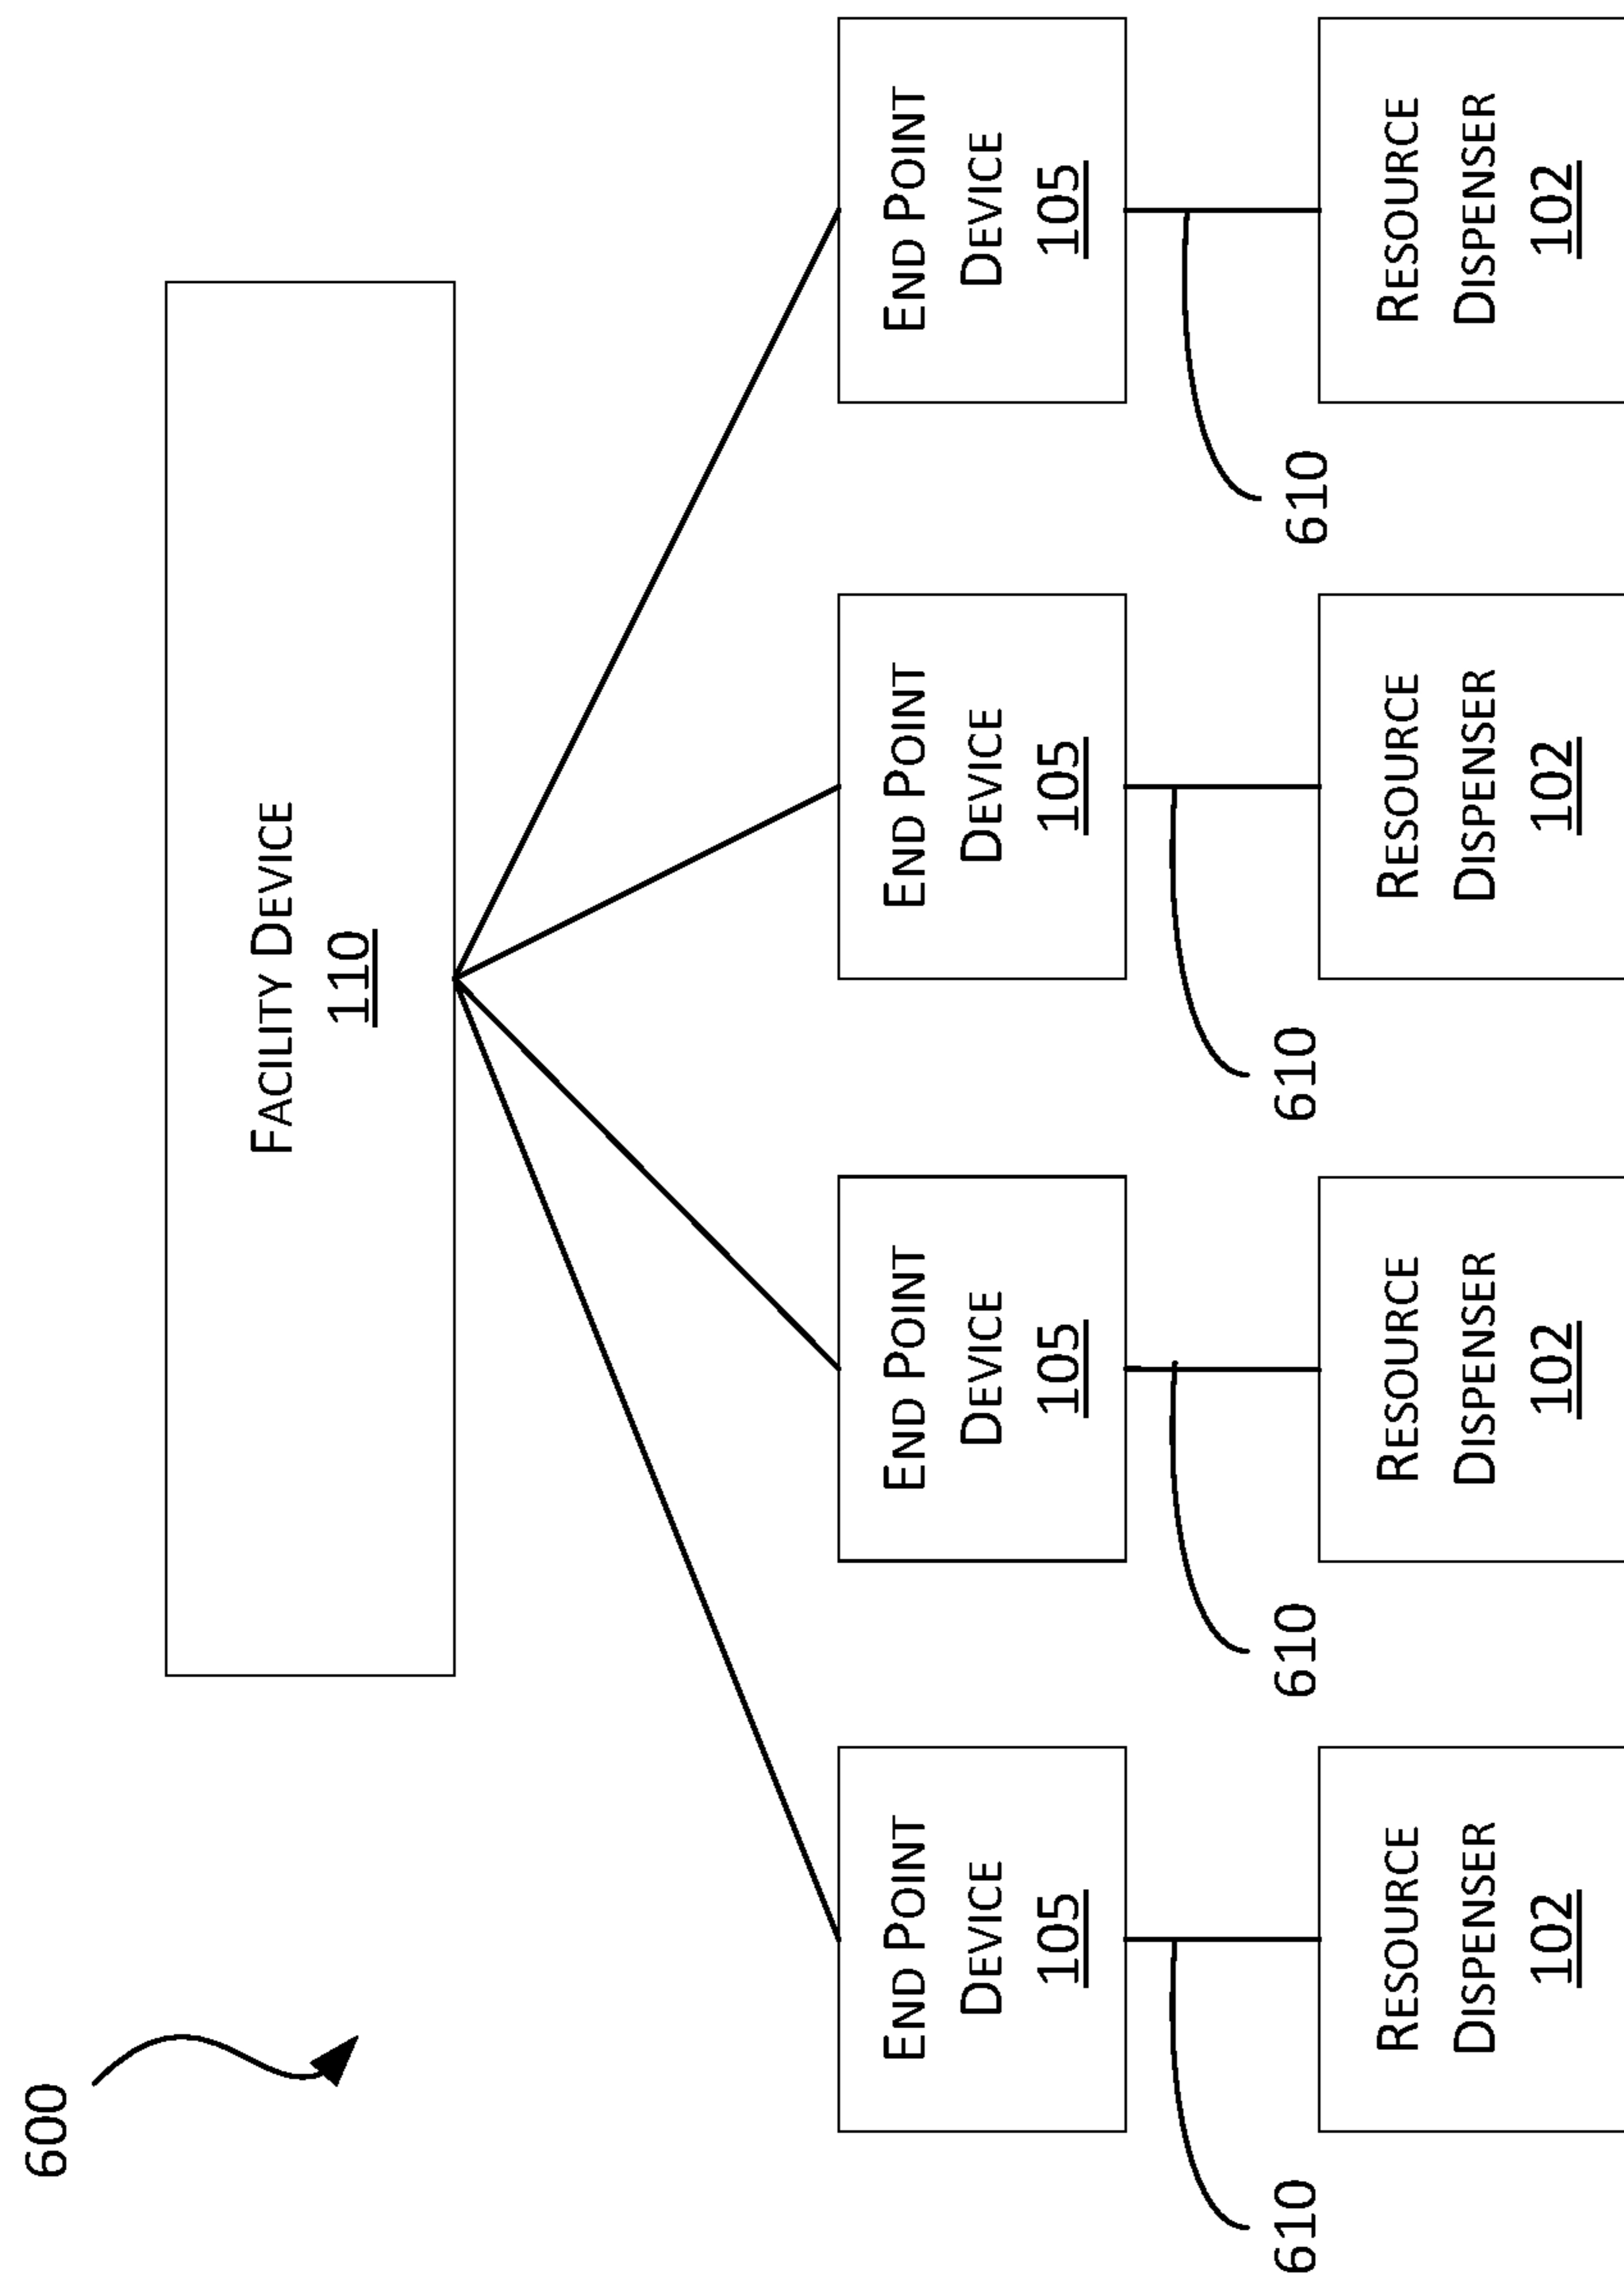 600
FACILITY DEVICE
110
END POINT
DEVICE
105
END POINT
DEVICE
105
END POINT
DEVICE
105
END POINT
DEVICE
105
610
610
610
610
RESOURCE
DISPENSER
102
RESOURCE
DISPENSER
102
RESOURCE
DISPENSER
102
RESOURCE
DISPENSER
102